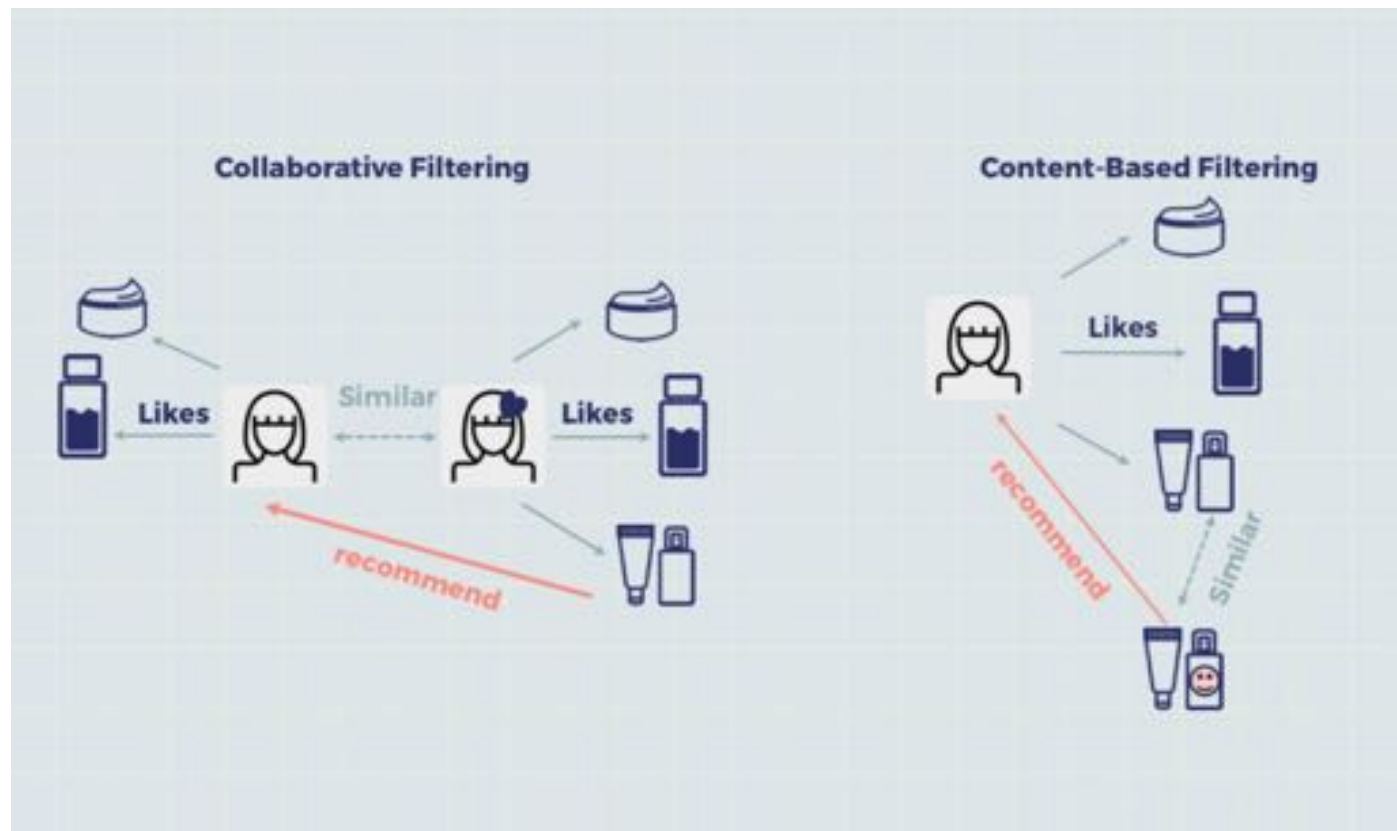 Collaborative Filtering
Likes
Similar
Likes
recommend
Content-Based Filtering
Likes
recommend
Similar